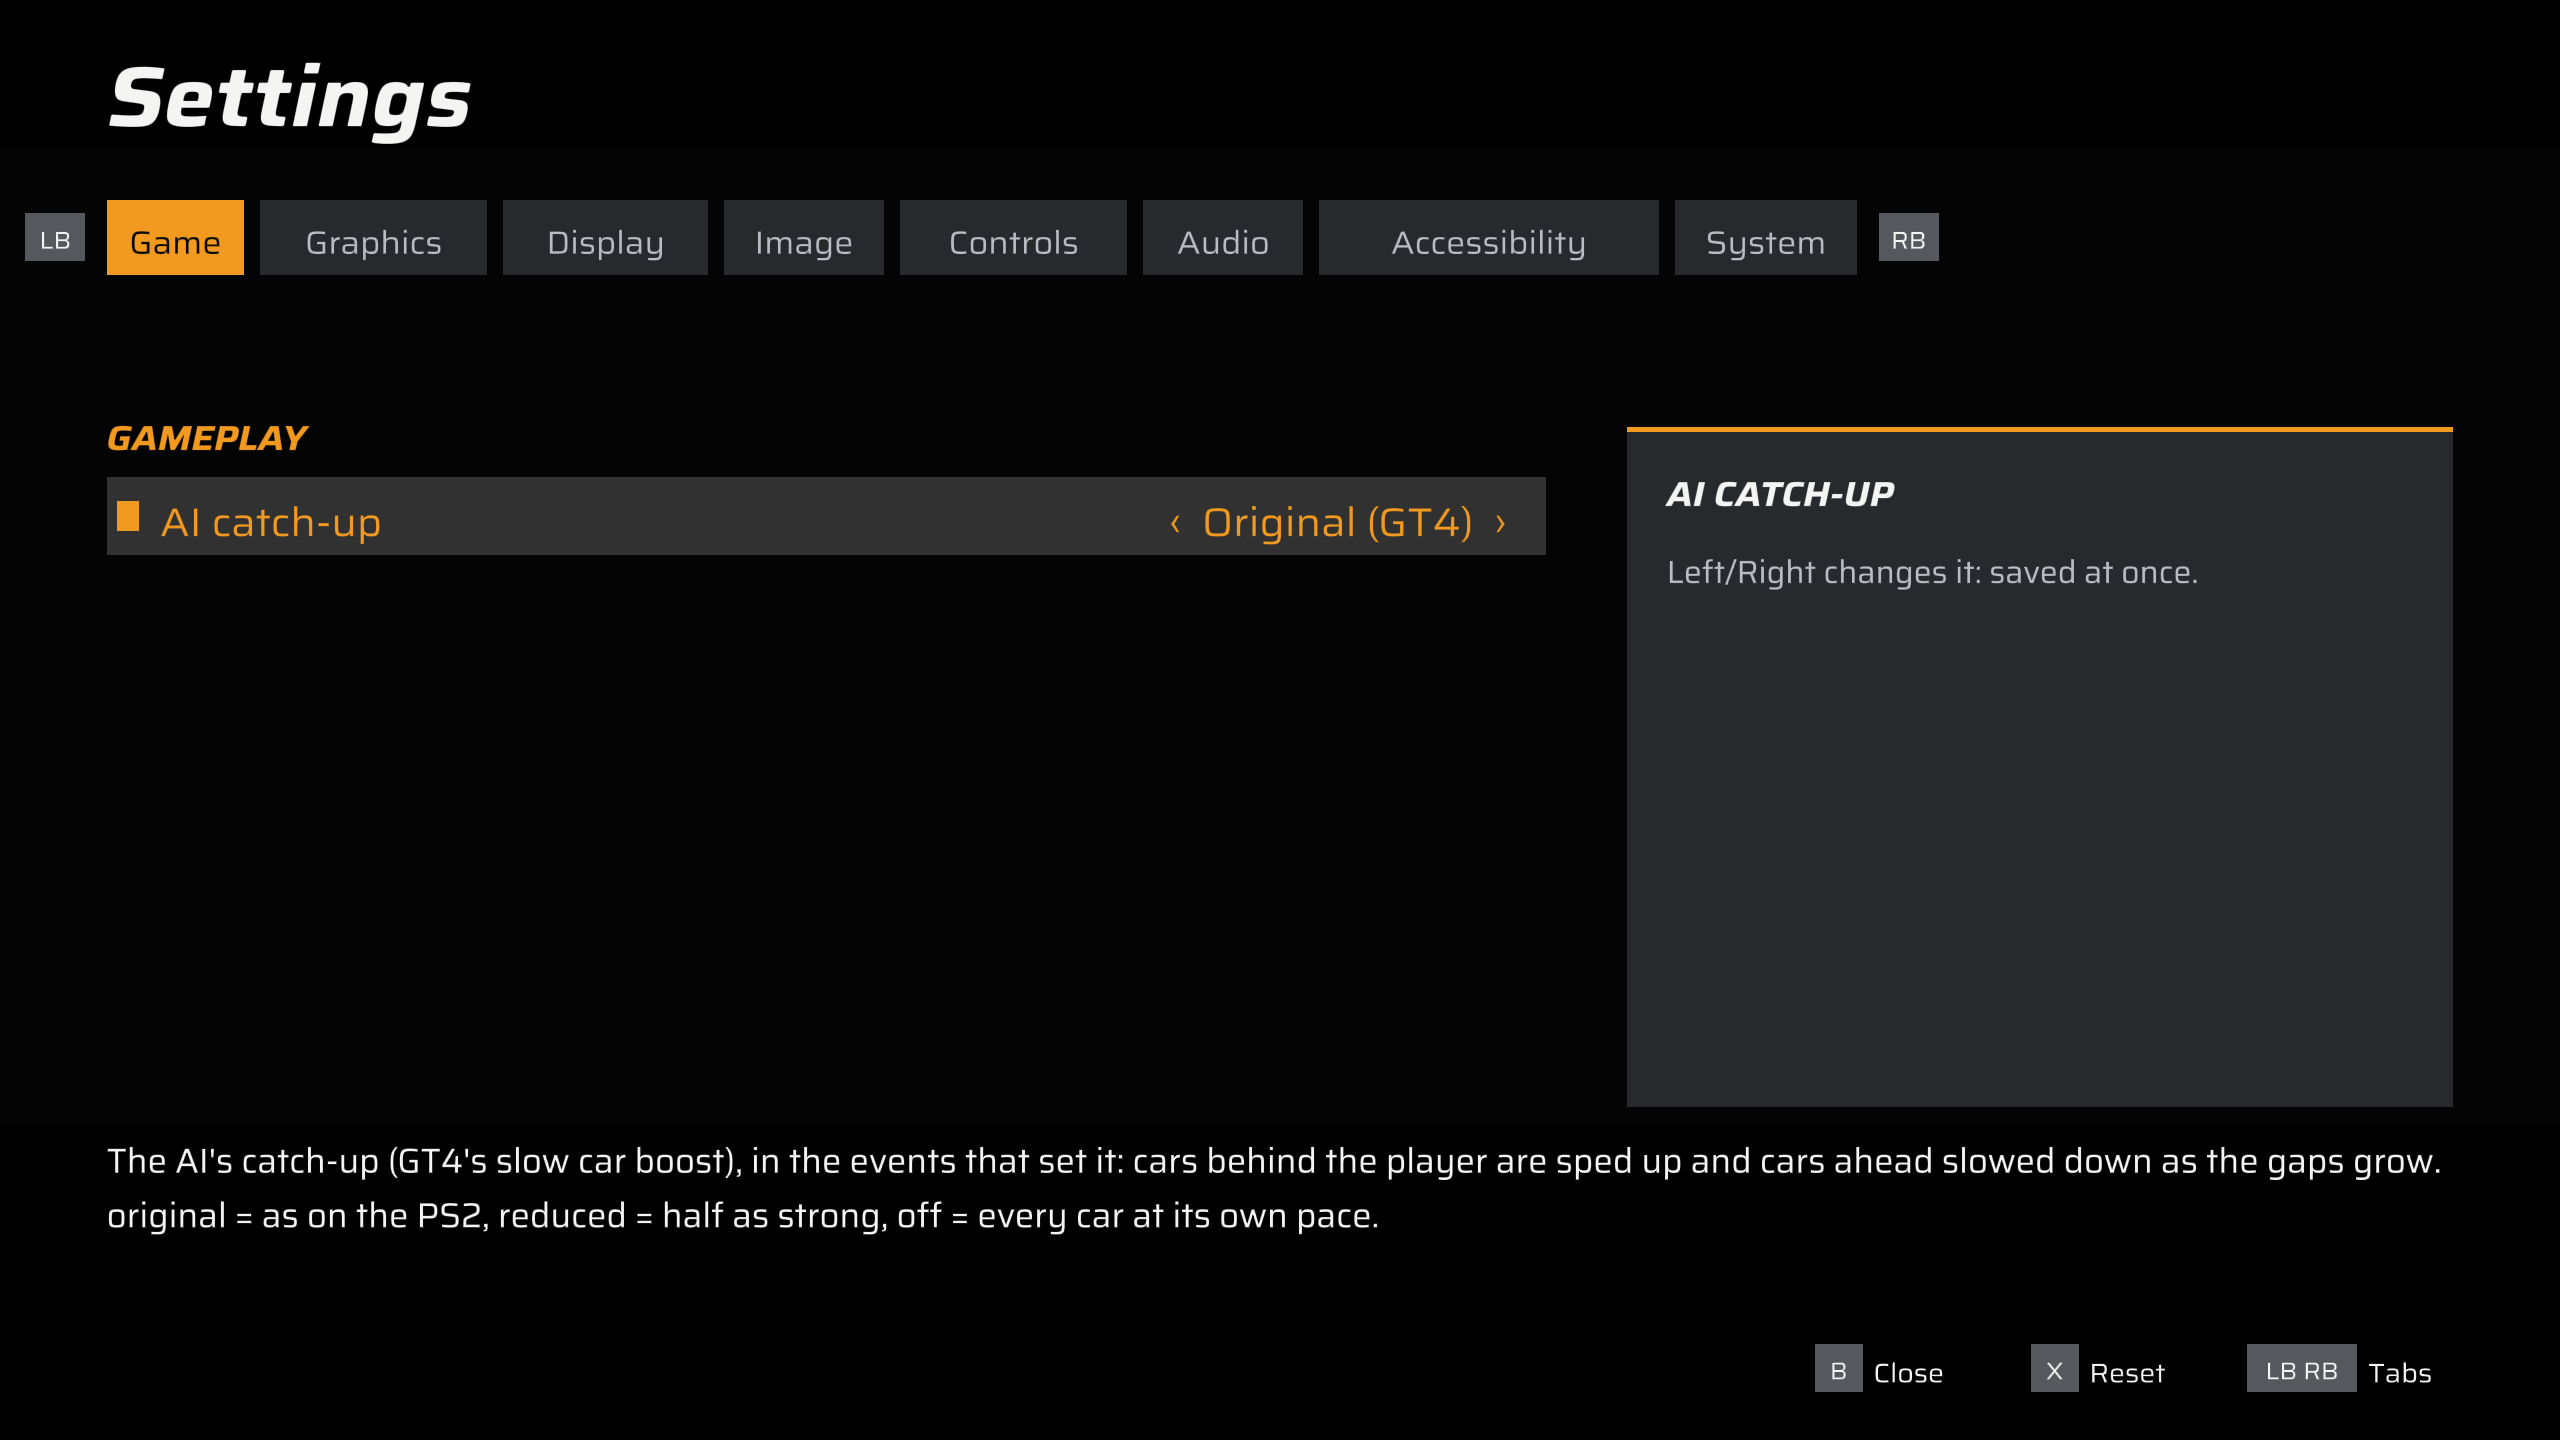 Settings
LB Game Graphics Display Image Controls Audio Accessibility System RB
GAMEPLAY
AI catch-up ‹ Original (GT4) ›
AI CATCH-UP
Left/Right changes it: saved at once.
The AI's catch-up (GT4's slow car boost), in the events that set it: cars behind the player are sped up and cars ahead slowed down as the gaps grow.
original = as on the PS2, reduced = half as strong, off = every car at its own pace.
B Close X Reset LB RB Tabs